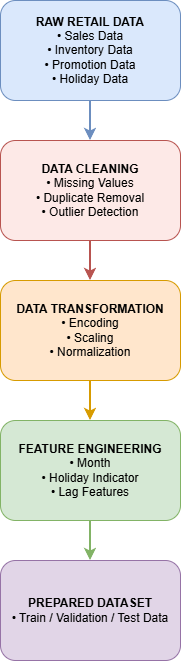 RAW RETAIL DATA
• Sales Data
• Inventory Data
• Promotion Data
• Holiday Data
DATA CLEANING
• Missing Values
• Duplicate Removal
• Outlier Detection
DATA TRANSFORMATION
• Encoding
• Scaling
• Normalization
FEATURE ENGINEERING
• Month
• Holiday Indicator
• Lag Features
PREPARED DATASET
• Train / Validation / Test Data